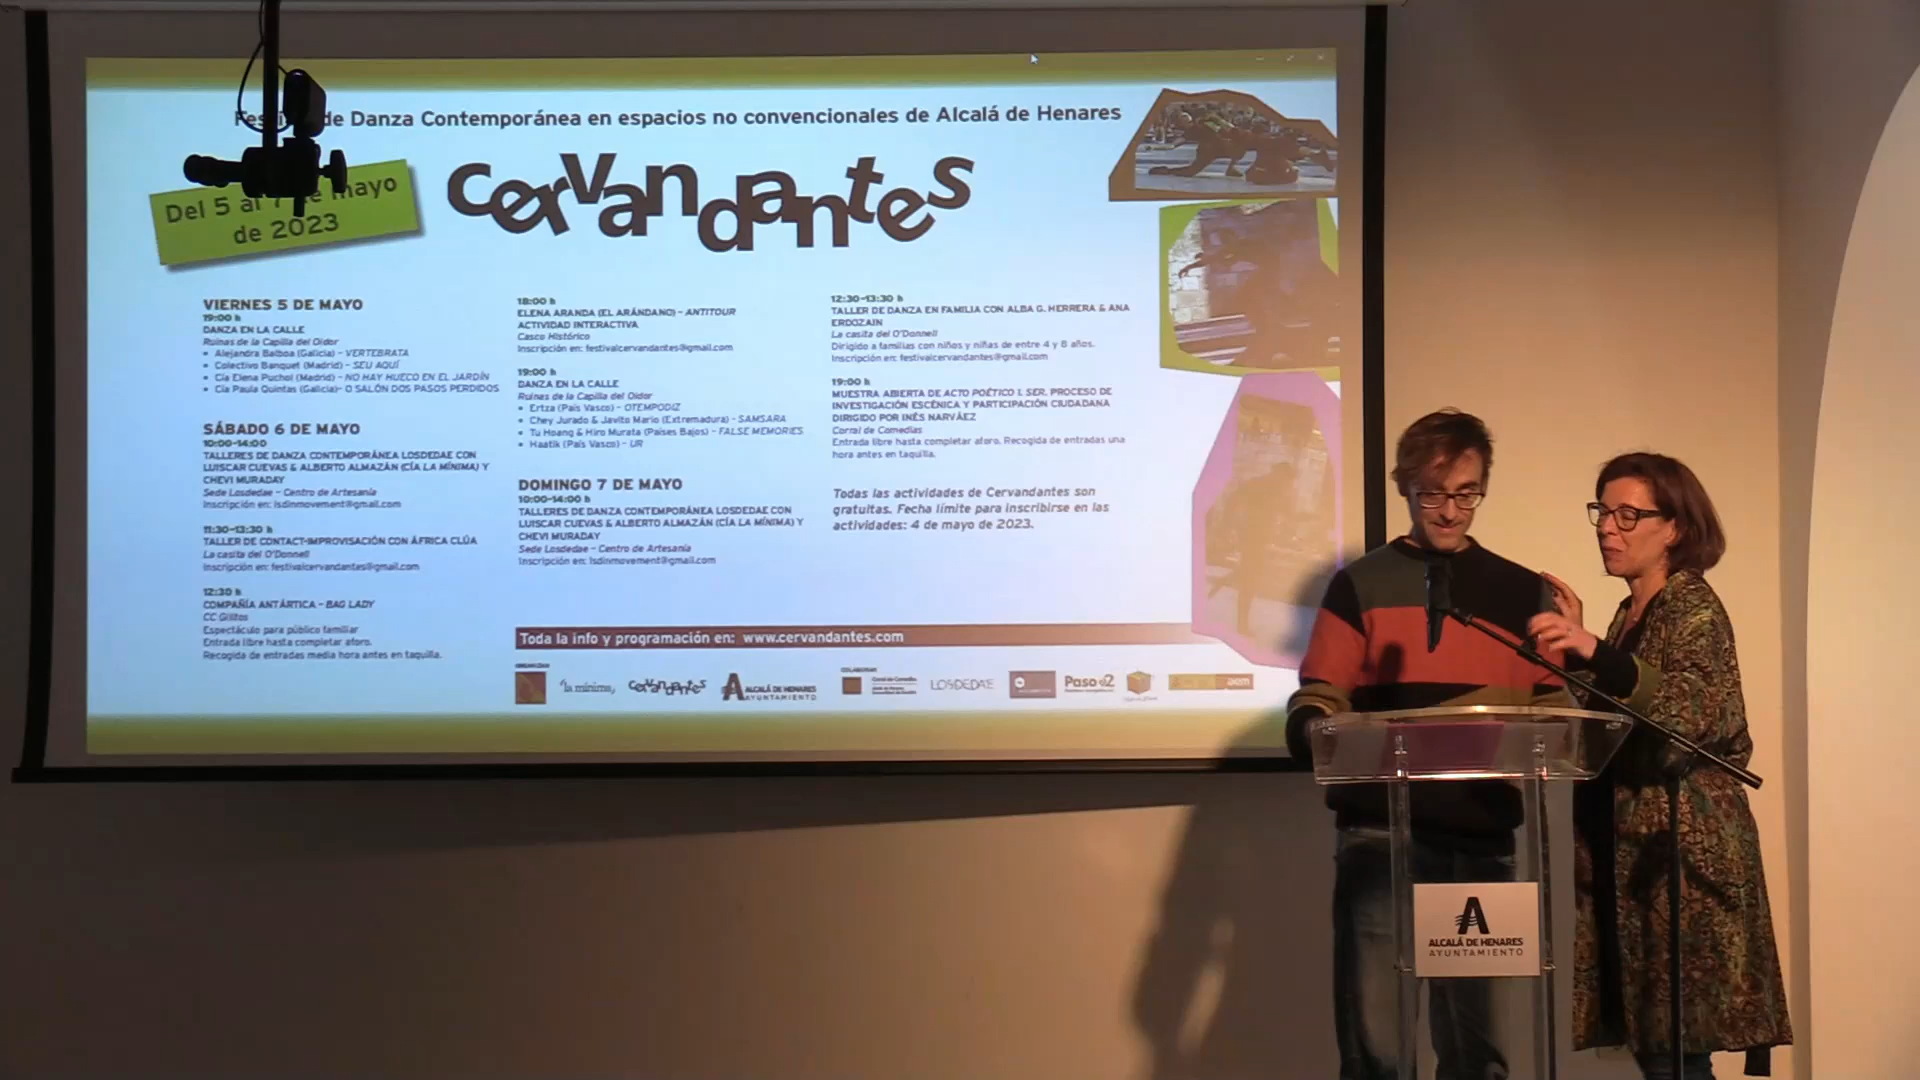 de Danza Contemporánea en espacios no convencionales de Alcalá de Henares
cervandantes
Del 5 al 7 de mayo
de 2023
VIERNES 5 DE MAYO
19:00 h
DANZA EN LA CALLE
Ruinas de la Capilla del Oidor
• Alejandra Balboa (Galicia) – VERTEBRATA
• Colectivo Banquet (Madrid) – SEU AQUÍ
• Cía Elena Puchol (Madrid) – NO HAY HUECO EN EL JARDÍN
• Cía Paula Quintas (Galicia)– O SALÓN DOS PASOS PERDIDOS
SÁBADO 6 DE MAYO
10:00-14:00
TALLERES DE DANZA CONTEMPORÁNEA LOSDEDAE CON
LUISCAR CUEVAS & ALBERTO ALMAZÁN (CÍA LA MÍNIMA) Y
CHEVI MURADAY
Sede Losdedae – Centro de Artesanía
Inscripción en: lsdinmovement@gmail.com
11:30-13:30 h
TALLER DE CONTACT-IMPROVISACIÓN CON ÁFRICA CLÚA
La casita del O'Donnell
Inscripción en: festivalcervandantes@gmail.com
12:30 h
COMPAÑÍA ANTÁRTICA – BAG LADY
CC Gilitos
Espectáculo para público familiar
Entrada libre hasta completar aforo.
Recogida de entradas media hora antes en taquilla.
18:00 h
ELENA ARANDA (EL ARÁNDANO) – ANTITOUR
ACTIVIDAD INTERACTIVA
Casco Histórico
Inscripción en: festivalcervandantes@gmail.com
19:00 h
DANZA EN LA CALLE
Ruinas de la Capilla del Oidor
• Ertza (País Vasco) – OTEMPODIZ
• Chey Jurado & Javito Mario (Extremadura) – SAMSARA
• Tu Hoang & Hiro Murata (Países Bajos) – FALSE MEMORIES
• Haatik (País Vasco) – UR
DOMINGO 7 DE MAYO
10:00-14:00 h
TALLERES DE DANZA CONTEMPORÁNEA LOSDEDAE CON
LUISCAR CUEVAS & ALBERTO ALMAZÁN (CÍA LA MÍNIMA) Y
CHEVI MURADAY
Sede Losdedae – Centro de Artesanía
Inscripción en: lsdinmovement@gmail.com
12:30-13:30 h
TALLER DE DANZA EN FAMILIA CON ALBA G. HERRERA & ANA
ERDOZAIN
La casita del O'Donnell
Dirigido a familias con niños y niñas de entre 4 y 8 años.
Inscripción en: festivalcervandantes@gmail.com
19:00 h
MUESTRA ABIERTA DE ACTO POÉTICO I. SER. PROCESO DE
INVESTIGACIÓN ESCÉNICA Y PARTICIPACIÓN CIUDADANA
DIRIGIDO POR INÉS NARVÁEZ
Corral de Comedias
Entrada libre hasta completar aforo. Recogida de entradas una
hora antes en taquilla.
Todas las actividades de Cervandantes son
gratuitas. Fecha límite para inscribirse en las
actividades: 4 de mayo de 2023.
Toda la info y programación en: www.cervandantes.com
la mínima
cervandantes
ALCALÁ DE HENARES
AYUNTAMIENTO
LOSDEDAE
Paso a2
ALCALÁ DE HENARES
AYUNTAMIENTO